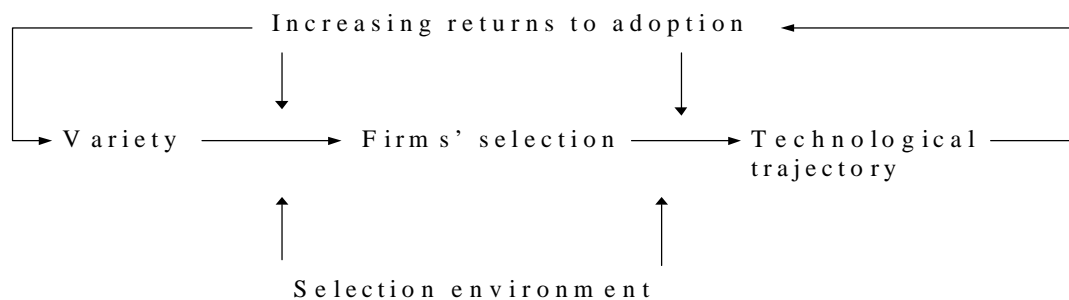 Increasing returns to adoption
Variety
Firms' selection
Technological
trajectory
Selection environment